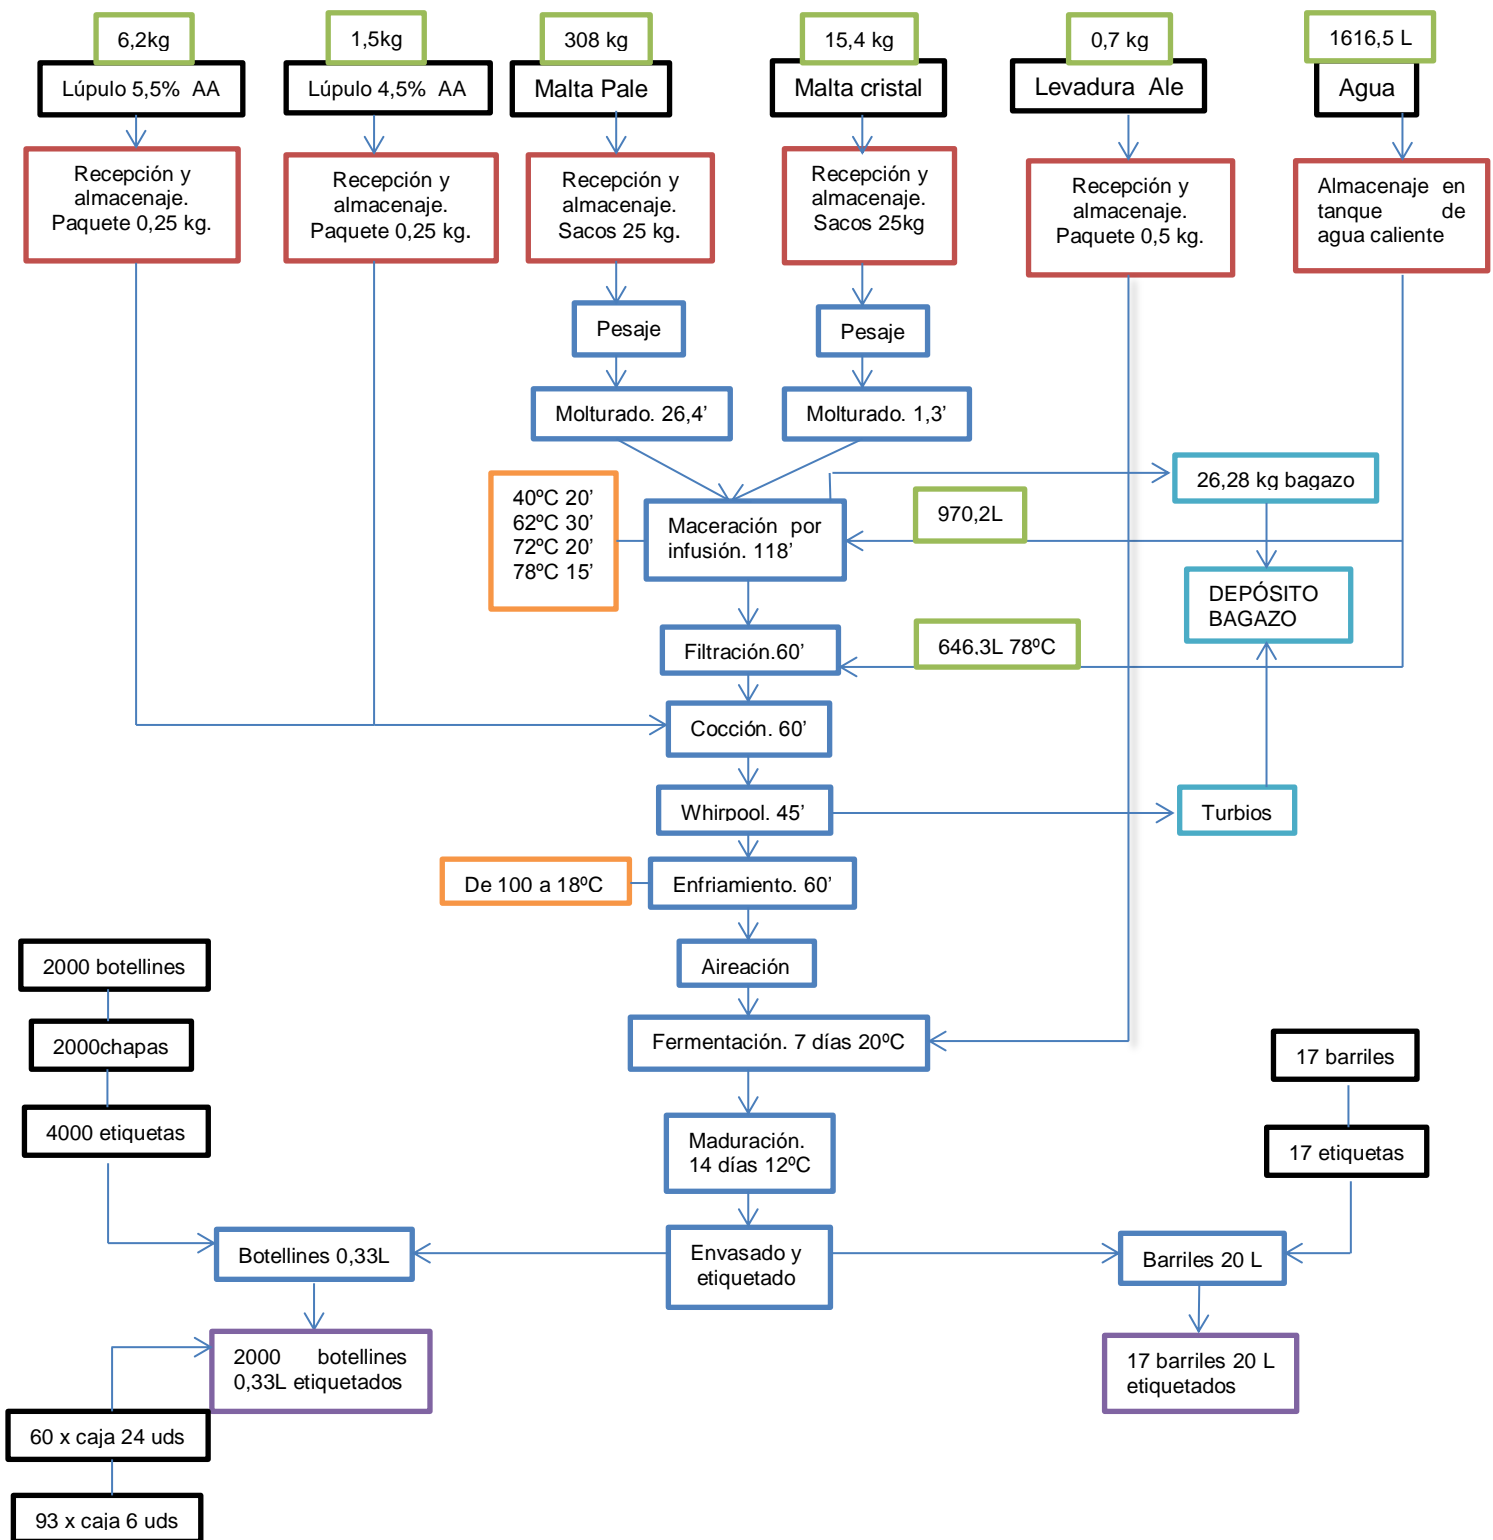 6,2kg
1,5kg
308 kg
15,4 kg
0,7 kg
1616,5 L
Lúpulo 5,5% AA
Lúpulo 4,5% AA
Malta Pale
Malta cristal
Levadura Ale
Agua
Recepción y
almacenaje.
Paquete 0,25 kg.
Recepción y
almacenaje.
Paquete 0,25 kg.
Recepción y
almacenaje.
Sacos 25 kg.
Recepción y
almacenaje.
Sacos 25kg
Recepción y
almacenaje.
Paquete 0,5 kg.
Almacenaje en
tanque de
agua caliente
Pesaje
Pesaje
Molturado. 26,4’
Molturado. 1,3’
40ºC 20’
62ºC 30’
72ºC 20’
78ºC 15’
Maceración por
infusión. 118’
970,2L
26,28 kg bagazo
DEPÓSITO
BAGAZO
Filtración.60’
646,3L 78ºC
Cocción. 60’
Whirpool. 45’
Turbios
De 100 a 18ºC
Enfriamiento. 60’
Aireación
2000 botellines
2000chapas
4000 etiquetas
Fermentación. 7 días 20ºC
17 barriles
17 etiquetas
Maduración.
14 días 12ºC
Botellines 0,33L
Envasado y
etiquetado
Barriles 20 L
2000 botellines
0,33L etiquetados
17 barriles 20 L
etiquetados
60 x caja 24 uds
93 x caja 6 uds